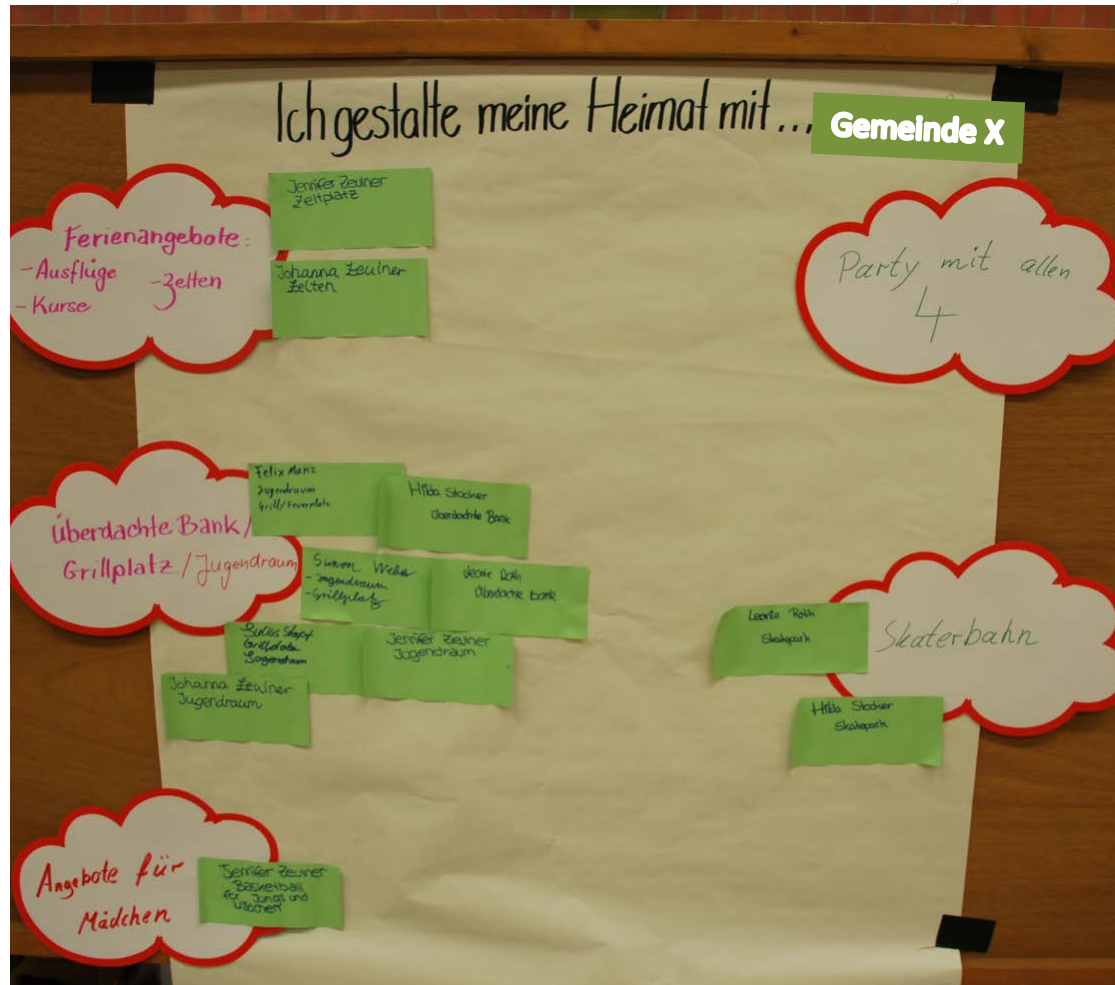 Ich gestalte meine Heimat mit...
Gemeinde X
Ferienangebote:
- Ausflüge
- Zelten
- Kurse
Jennifer Zeulner
Zeltplatz
Johanna Zeulner
Zelten
Party mit allen
4
Überdachte Bank/
Grillplatz/Jugendraum
Felix Manz
Jugendraum
Grill/Feuerplatz
Hilda Stocker
Überdachte Bank
Simon Weber
- Jugendraum
- Grillplatz
Leonie Roth
Überdachte Bank
Grillplatz
Jugendraum
Jennifer Zeulner
Jugendraum
Johanna Zeulner
Jugendraum
Skaterbahn
Leonie Roth
Skatepark
Hilda Stocker
Skatepark
Angebote für
Mädchen
Jennifer Zeulner
Basketball
für Jungs und
Mädchen